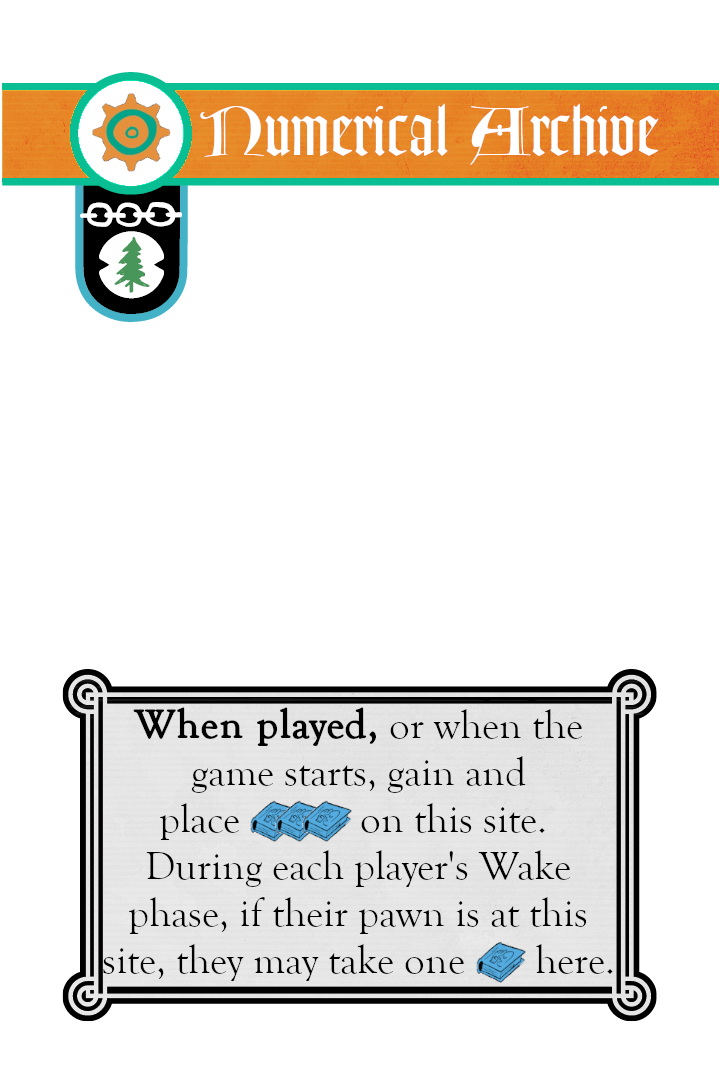 Numerical Archive
When played, or when the
game starts, gain and
place on this site.
During each player's Wake
phase, if their pawn is at this
site, they may take one here.